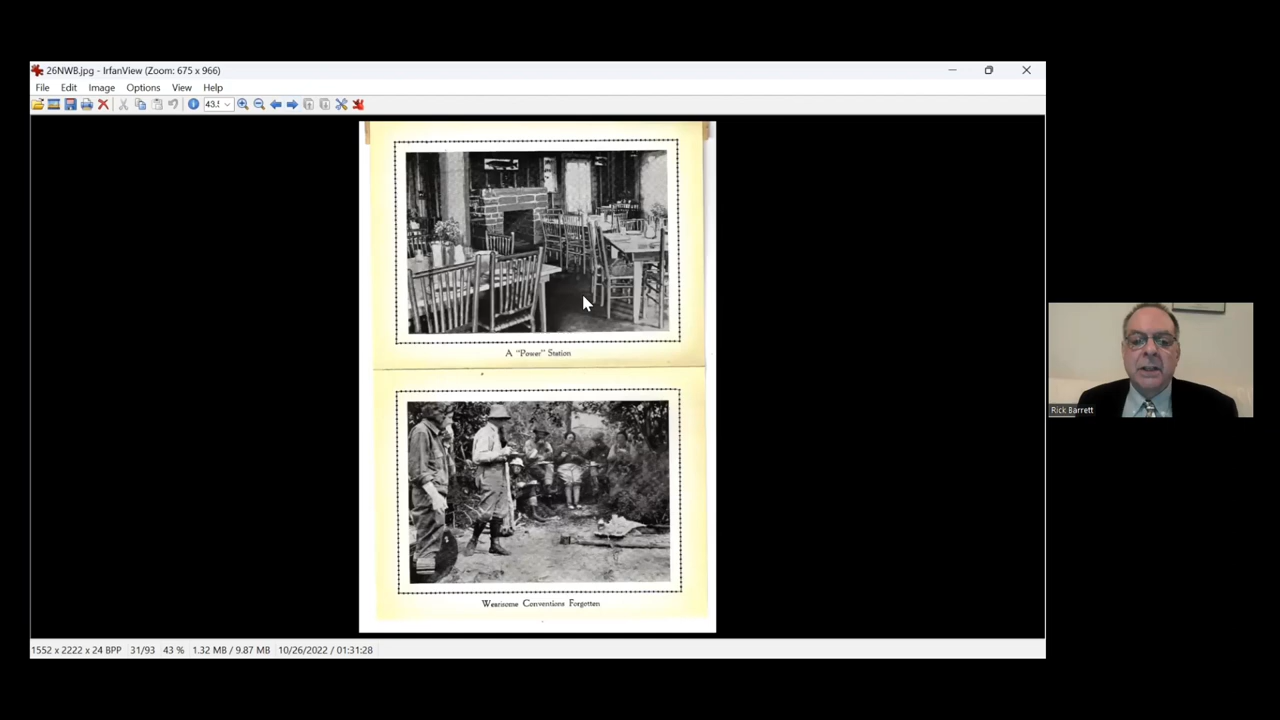 26NWB.jpg - IrfanView (Zoom: 675 x 966)
File Edit Image Options View Help
A "Power" Station
Wearisome Conventions Forgotten
Rick Barrett
1552 x 2222 x 24 BPP 31/93 43 % 1.32 MB / 9.87 MB 10/26/2022 / 01:31:28